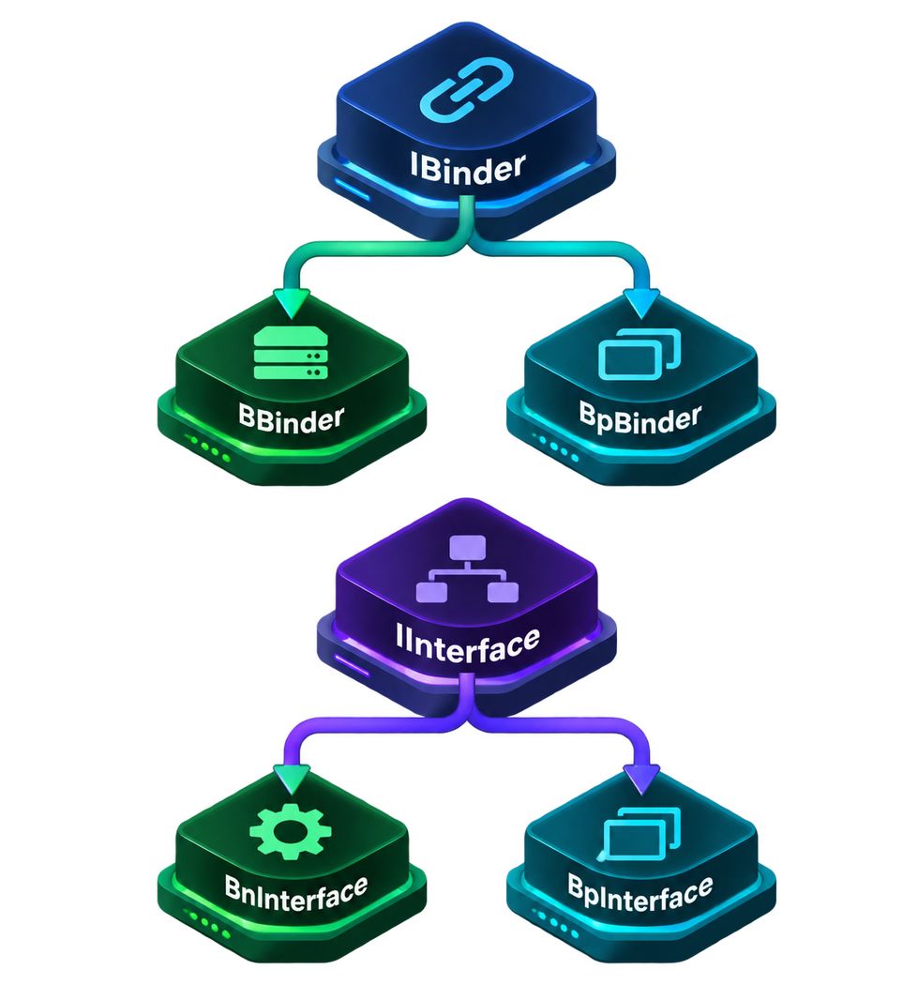 IBinder
BBinder
BpBinder
IInterface
BnInterface
BpInterface